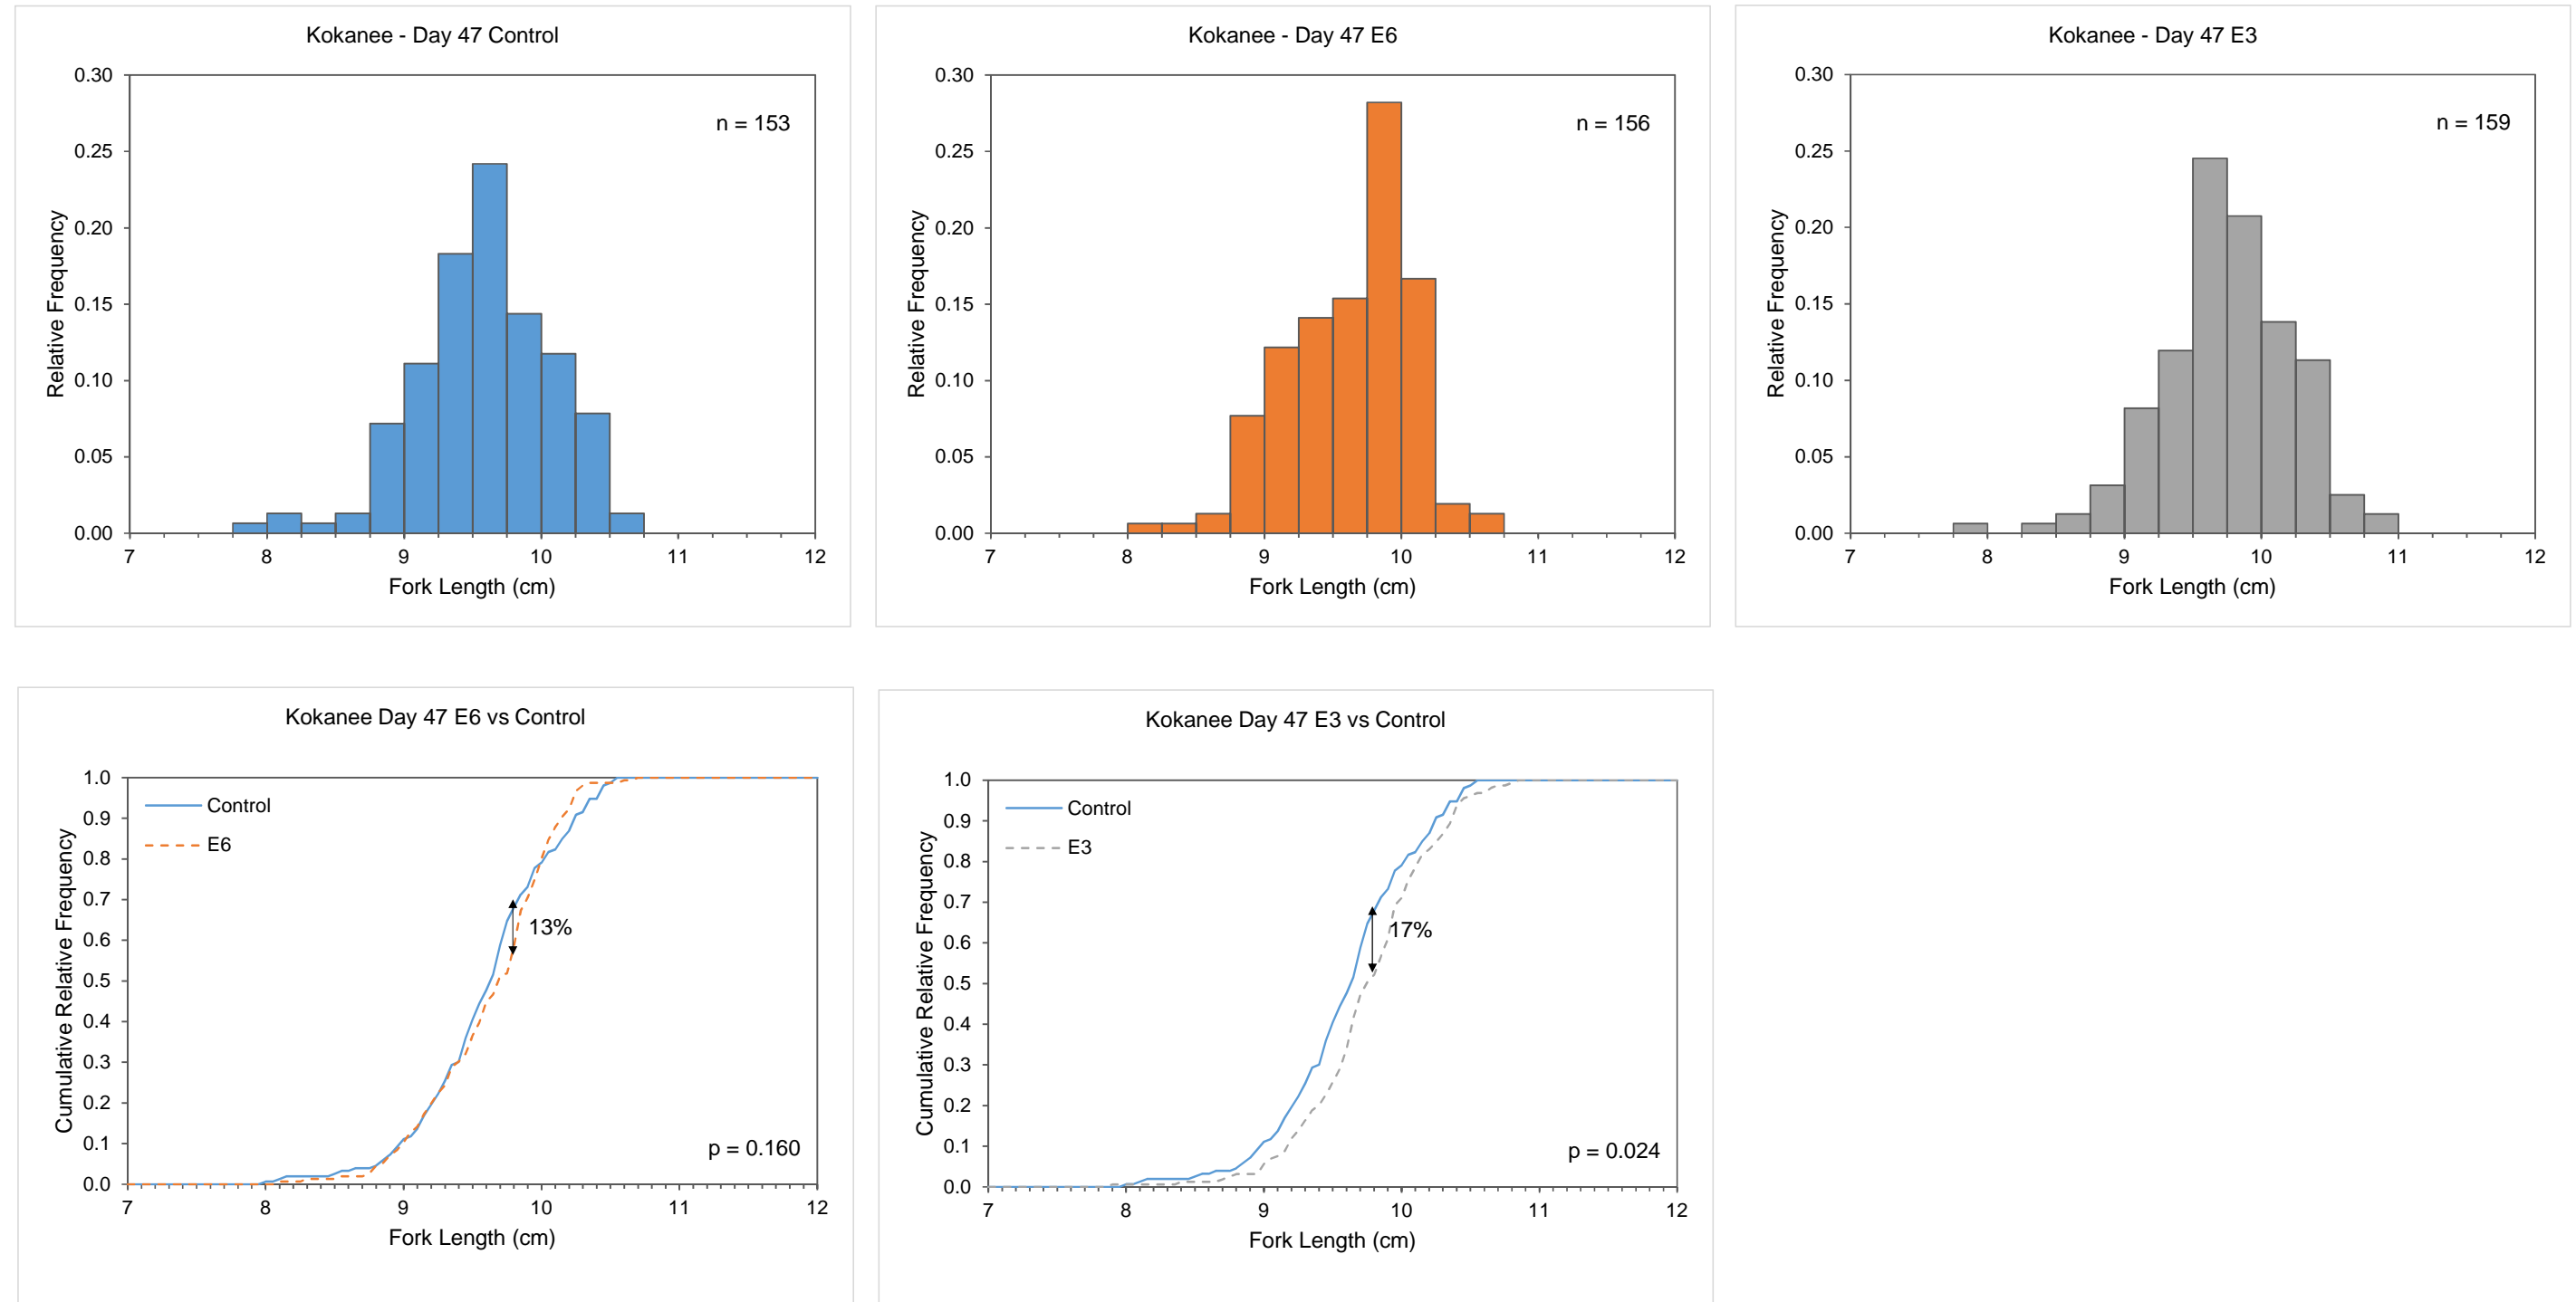 Kokanee - Day 47 Control
n = 153
0.30
0.25
0.20
0.15
0.10
0.05
0.00
Relative Frequency
7 8 9 10 11 12
Fork Length (cm)
Kokanee - Day 47 E6
n = 156
0.30
0.25
0.20
0.15
0.10
0.05
0.00
Relative Frequency
7 8 9 10 11 12
Fork Length (cm)
Kokanee - Day 47 E3
n = 159
0.30
0.25
0.20
0.15
0.10
0.05
0.00
Relative Frequency
7 8 9 10 11 12
Fork Length (cm)
Kokanee Day 47 E6 vs Control
1.0
0.9
0.8
0.7
0.6
0.5
0.4
0.3
0.2
0.1
0.0
Cumulative Relative Frequency
Control
E6
13%
p = 0.160
7 8 9 10 11 12
Fork Length (cm)
Kokanee Day 47 E3 vs Control
1.0
0.9
0.8
0.7
0.6
0.5
0.4
0.3
0.2
0.1
0.0
Cumulative Relative Frequency
Control
E3
17%
p = 0.024
7 8 9 10 11 12
Fork Length (cm)